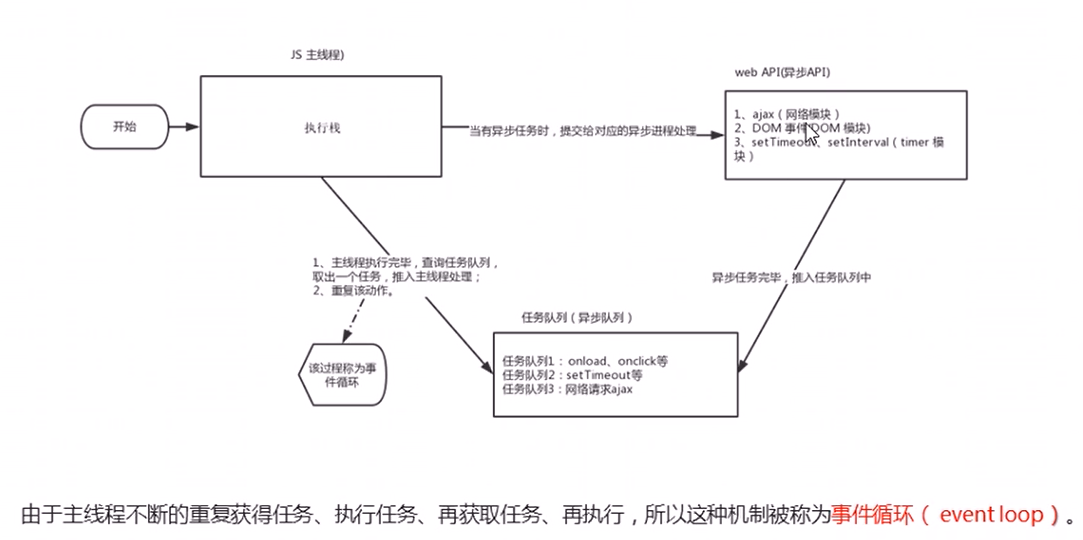 JS 主线程)
web API(异步API)
开始
执行栈
当有异步任务时，提交给对应的异步进程处理
1、ajax（网络模块）
2、DOM 事件(DOM 模块)
3、setTimeout、setInterval（timer 模
块）
1、主线程执行完毕，查询任务队列，
取出一个任务，推入主线程处理；
2、重复该动作。
异步任务完毕，推入任务队列中
任务队列（异步队列）
该过程称为事
件循环
任务队列1： onload、onclick等
任务队列2：setTimeout等
任务队列3：网络请求ajax
由于主线程不断的重复获得任务、执行任务、再获取任务、再执行，所以这种机制被称为事件循环（ event loop）。